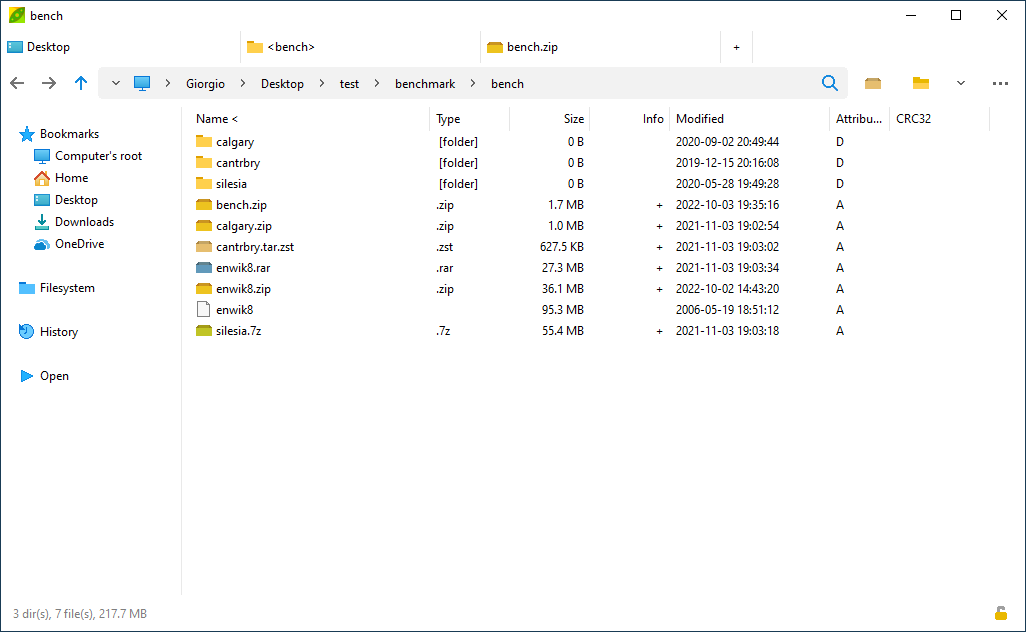 bench
Desktop <bench> bench.zip +
Giorgio > Desktop > test > benchmark > bench
Name < Type Size Info Modified Attribu... CRC32
Bookmarks
Computer's root
Home
Desktop
Downloads
OneDrive
Filesystem
History
Open
calgary [folder] 0 B 2020-09-02 20:49:44 D
cantrbry [folder] 0 B 2019-12-15 20:16:08 D
silesia [folder] 0 B 2020-05-28 19:49:28 D
bench.zip .zip 1.7 MB + 2022-10-03 19:35:16 A
calgary.zip .zip 1.0 MB + 2021-11-03 19:02:54 A
cantrbry.tar.zst .zst 627.5 KB + 2021-11-03 19:03:02 A
enwik8.rar .rar 27.3 MB + 2021-11-03 19:03:34 A
enwik8.zip .zip 36.1 MB + 2022-10-02 14:43:20 A
enwik8 95.3 MB 2006-05-19 18:51:12 A
silesia.7z .7z 55.4 MB + 2021-11-03 19:03:18 A
3 dir(s), 7 file(s), 217.7 MB